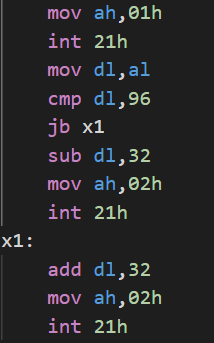 mov ah,01h
int 21h
mov dl,al
cmp dl,96
jb x1
sub dl,32
mov ah,02h
int 21h
x1:
add dl,32
mov ah,02h
int 21h